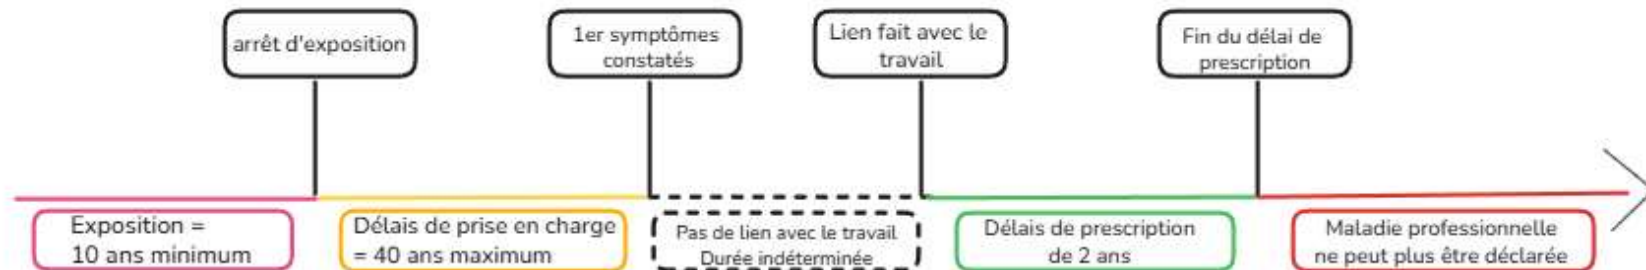 arrêt d'exposition
1er symptômes
constatés
Lien fait avec le
travail
Fin du délai de
prescription
Exposition =
10 ans minimum
Délais de prise en charge
= 40 ans maximum
Pas de lien avec le travail
Durée indéterminée
Délais de prescription
de 2 ans
Maladie professionnelle
ne peut plus être déclarée